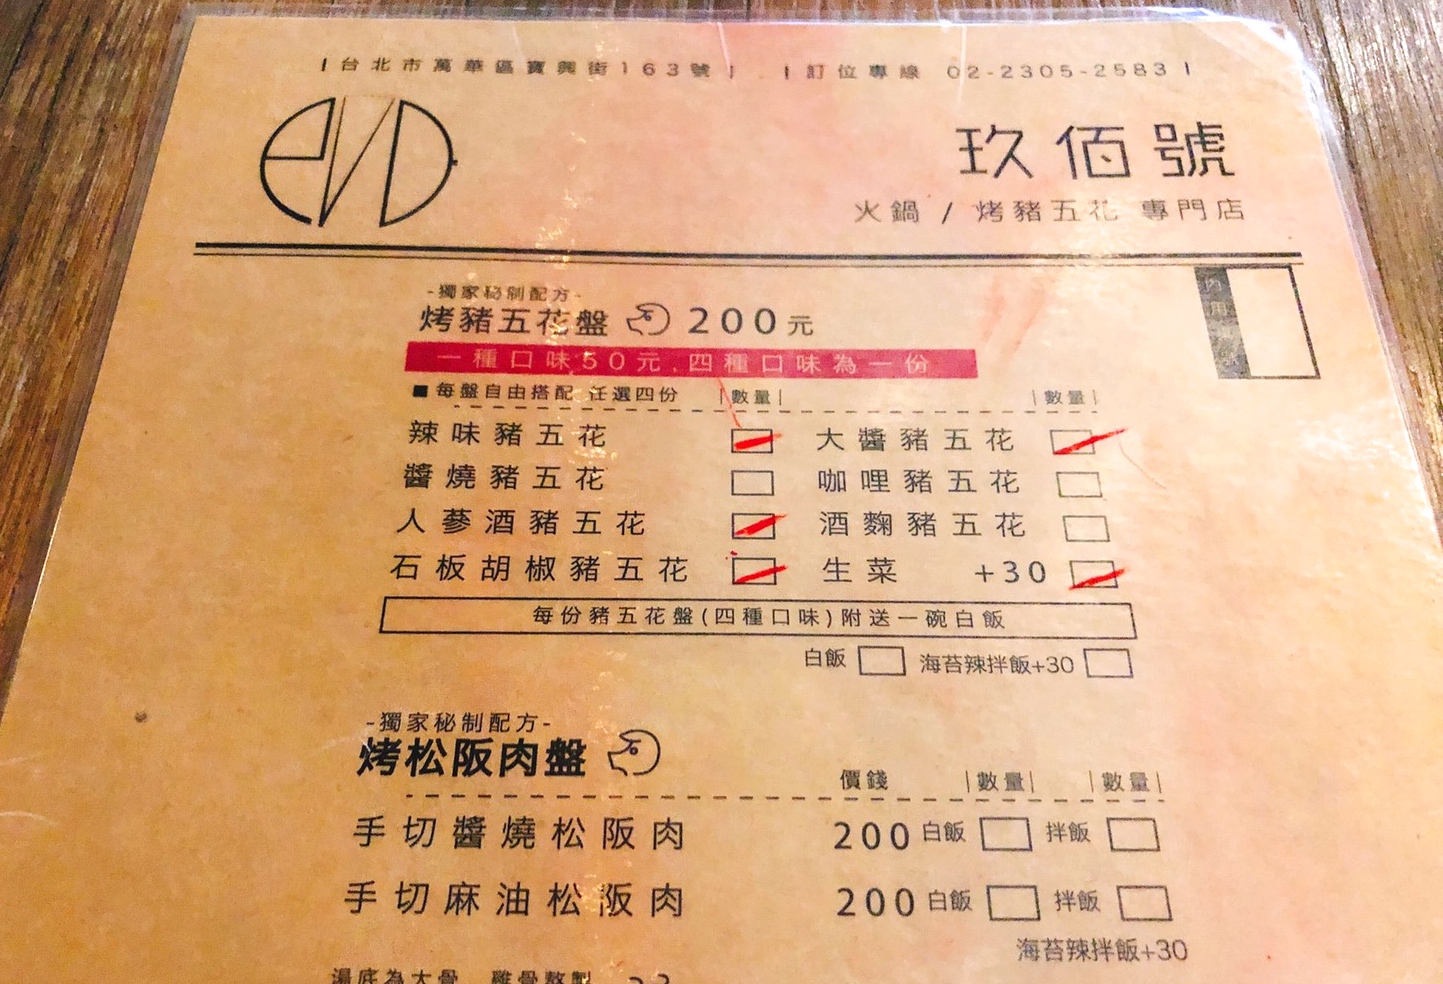 |台北市萬華區寶興街163號| |訂位專線 02-2305-2583|
玖佰號
火鍋 / 烤豬五花 專門店
-獨家秘制配方-
烤豬五花盤 200元
一種口味50元.四種口味為一份
■每盤自由搭配 任選四份 |數量| |數量|
辣味豬五花 大醬豬五花
醬燒豬五花 咖哩豬五花
人蔘酒豬五花 酒麴豬五花
石板胡椒豬五花 生菜 +30
每份豬五花盤(四種口味)附送一碗白飯
白飯 海苔辣拌飯+30
-獨家秘制配方-
烤松阪肉盤
價錢 |數量| |數量|
手切醬燒松阪肉 200 白飯 拌飯
手切麻油松阪肉 200 白飯 拌飯
海苔辣拌飯+30
湯底為大骨 雞骨熬製